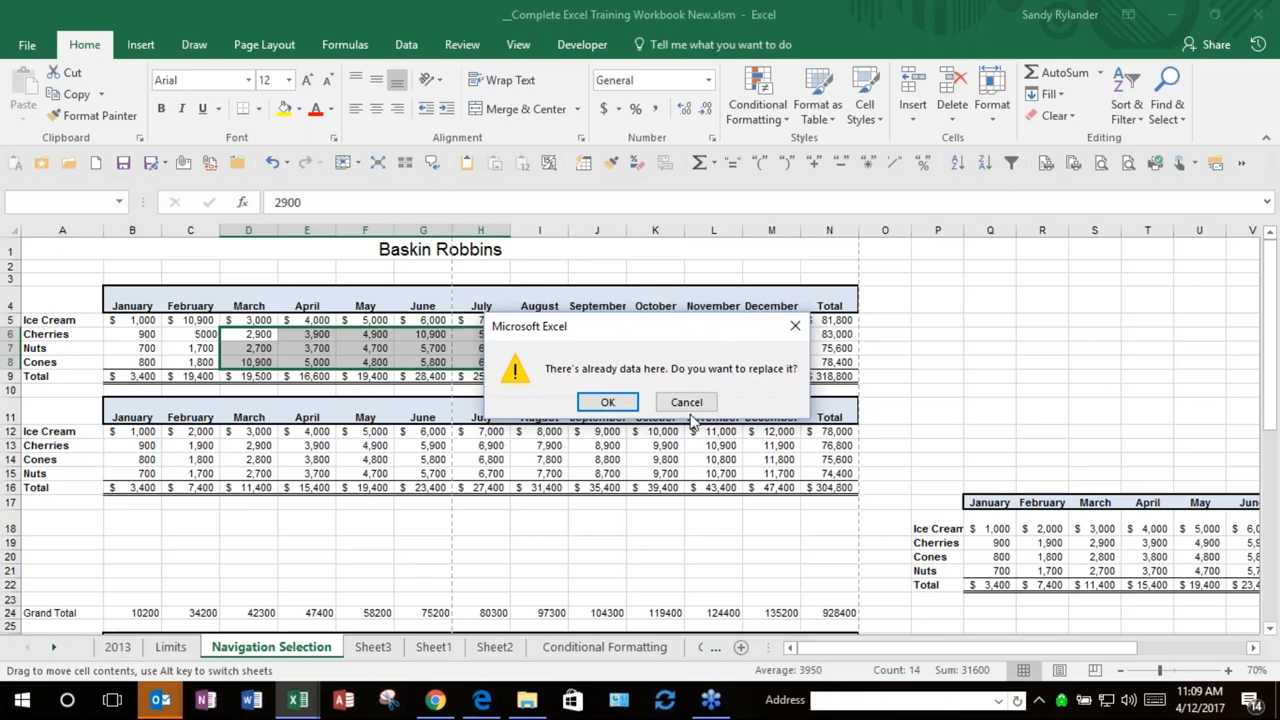 __Complete Excel Training Workbook New.xlsm - Excel
Sandy Rylander
File Home Insert Draw Page Layout Formulas Data Review View Developer Tell me what you want to do Share
Cut
Copy
Format Painter
Paste
Arial 12
B I U
Wrap Text
Merge & Center
General
$ % ,
Conditional Formatting
Format as Table
Cell Styles
Insert Delete Format
AutoSum
Fill
Clear
Sort & Filter
Find & Select
Clipboard Font Alignment Number Styles Cells Editing
fx 2900
A B C D E F G H I J K L M N O P Q R S T U V
1 Baskin Robbins
2
3
4 January February March April May June July August September October November December Total
5 Ice Cream $ 1,000 $ 10,900 $ 3,000 $ 4,000 $ 5,000 $ 6,000 $ 81,800
6 Cherries 900 5000 2,900 3,900 4,900 10,900 83,000
7 Nuts 700 1,700 2,700 3,700 4,700 5,700 75,600
8 Cones 800 1,800 10,900 5,000 4,800 5,800 78,400
9 Total $ 3,400 $ 19,400 $ 19,500 $ 16,600 $ 19,400 $ 28,400 $ 318,800
10
Microsoft Excel
There's already data here. Do you want to replace it?
OK Cancel
11 January February March April May June July August September October November December Total
12 Ice Cream $ 1,000 $ 2,000 $ 3,000 $ 4,000 $ 5,000 $ 6,000 $ 7,000 $ 8,000 $ 9,000 $ 10,000 $ 11,000 $ 12,000 $ 78,000
13 Cherries 900 1,900 2,900 3,900 4,900 5,900 6,900 7,900 8,900 9,900 10,900 11,900 76,800
14 Cones 800 1,800 2,800 3,800 4,800 5,800 6,800 7,800 8,800 9,800 10,800 11,800 75,600
15 Nuts 700 1,700 2,700 3,700 4,700 5,700 6,700 7,700 8,700 9,700 10,700 11,700 74,400
16 Total $ 3,400 $ 7,400 $ 11,400 $ 15,400 $ 19,400 $ 23,400 $ 27,400 $ 31,400 $ 35,400 $ 39,400 $ 43,400 $ 47,400 $ 304,800
17 January February March April May
18 Ice Cream $ 1,000 $ 2,000 $ 3,000 $ 4,000 $ 5,000
19 Cherries 900 1,900 2,900 3,900 4,900
20 Cones 800 1,800 2,800 3,800 4,800
21 Nuts 700 1,700 2,700 3,700 4,700
22 Total $ 3,400 $ 7,400 $ 11,400 $ 15,400 $ 19,400
23
24 Grand Total 10200 34200 42300 47400 58200 75200 80300 97300 104300 119400 124400 135200 928400
25
2013 Limits Navigation Selection Sheet3 Sheet1 Sheet2 Conditional Formatting ...
Drag to move cell contents, use Alt key to switch sheets Average: 3950 Count: 14 Sum: 31600 70%
Address
11:09 AM
4/12/2017
14